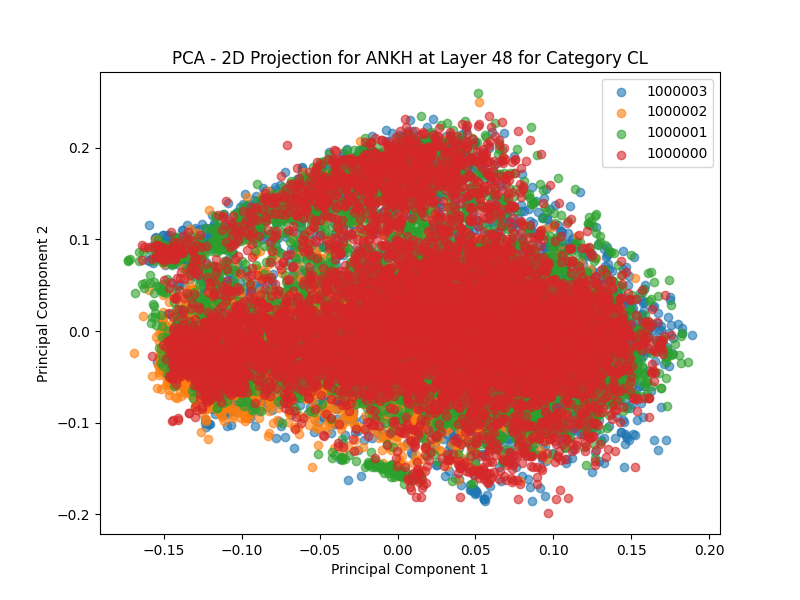 PCA - 2D Projection for ANKH at Layer 48 for Category CL
1000003
1000002
1000001
1000000
Principal Component 2
0.2
0.1
0.0
−0.1
−0.2
−0.15 −0.10 −0.05 0.00 0.05 0.10 0.15 0.20
Principal Component 1